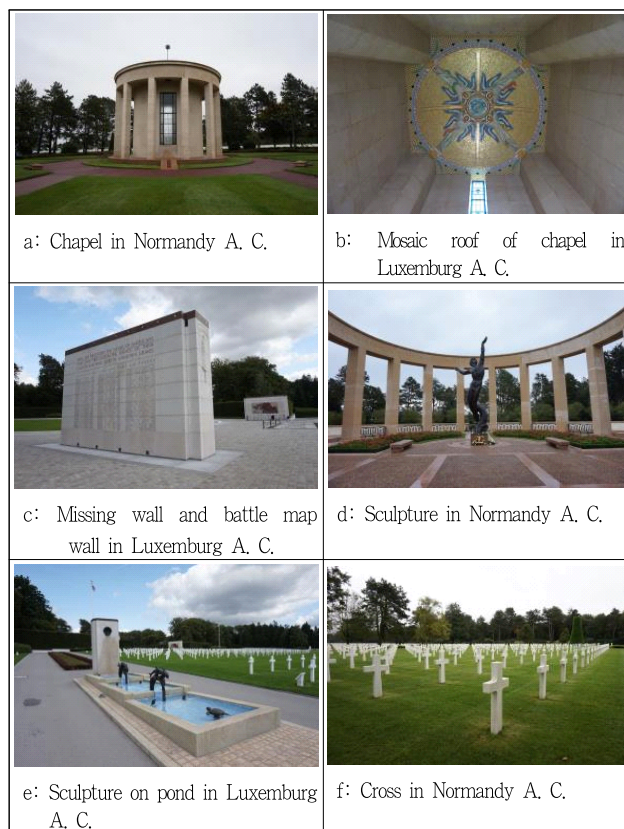 a: Chapel in Normandy A. C.
b: Mosaic roof of chapel in
Luxemburg A. C.
c: Missing wall and battle map
wall in Luxemburg A. C.
d: Sculpture in Normandy A. C.
e: Sculpture on pond in Luxemburg
A. C.
f: Cross in Normandy A. C.